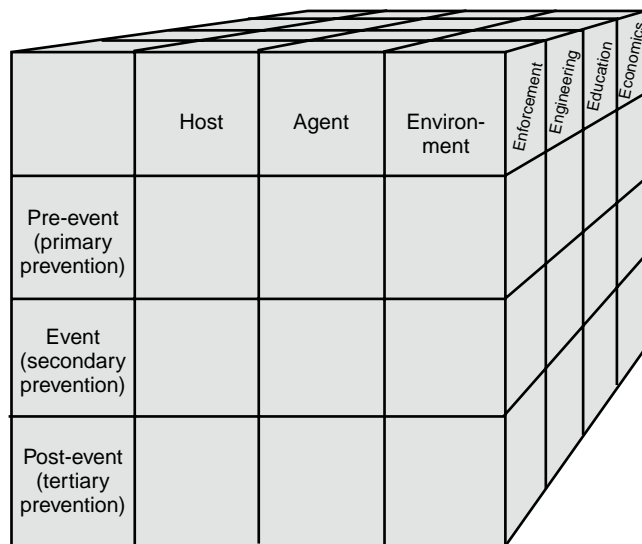 Host
Agent
Environ-
ment
Enforcement
Engineering
Education
Economics
Pre-event
(primary
prevention)
Event
(secondary
prevention)
Post-event
(tertiary
prevention)